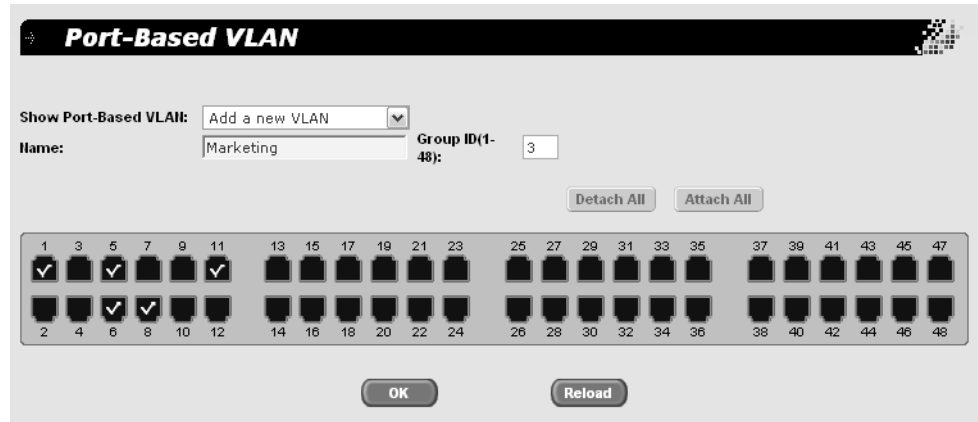 Port-Based VLAN
Show Port-Based VLAN: Add a new VLAN
Name: Marketing Group ID(1-48): 3
Detach All Attach All
1 3 5 7 9 11 13 15 17 19 21 23 25 27 29 31 33 35 37 39 41 43 45 47
2 4 6 8 10 12 14 16 18 20 22 24 26 28 30 32 34 36 38 40 42 44 46 48
OK Reload